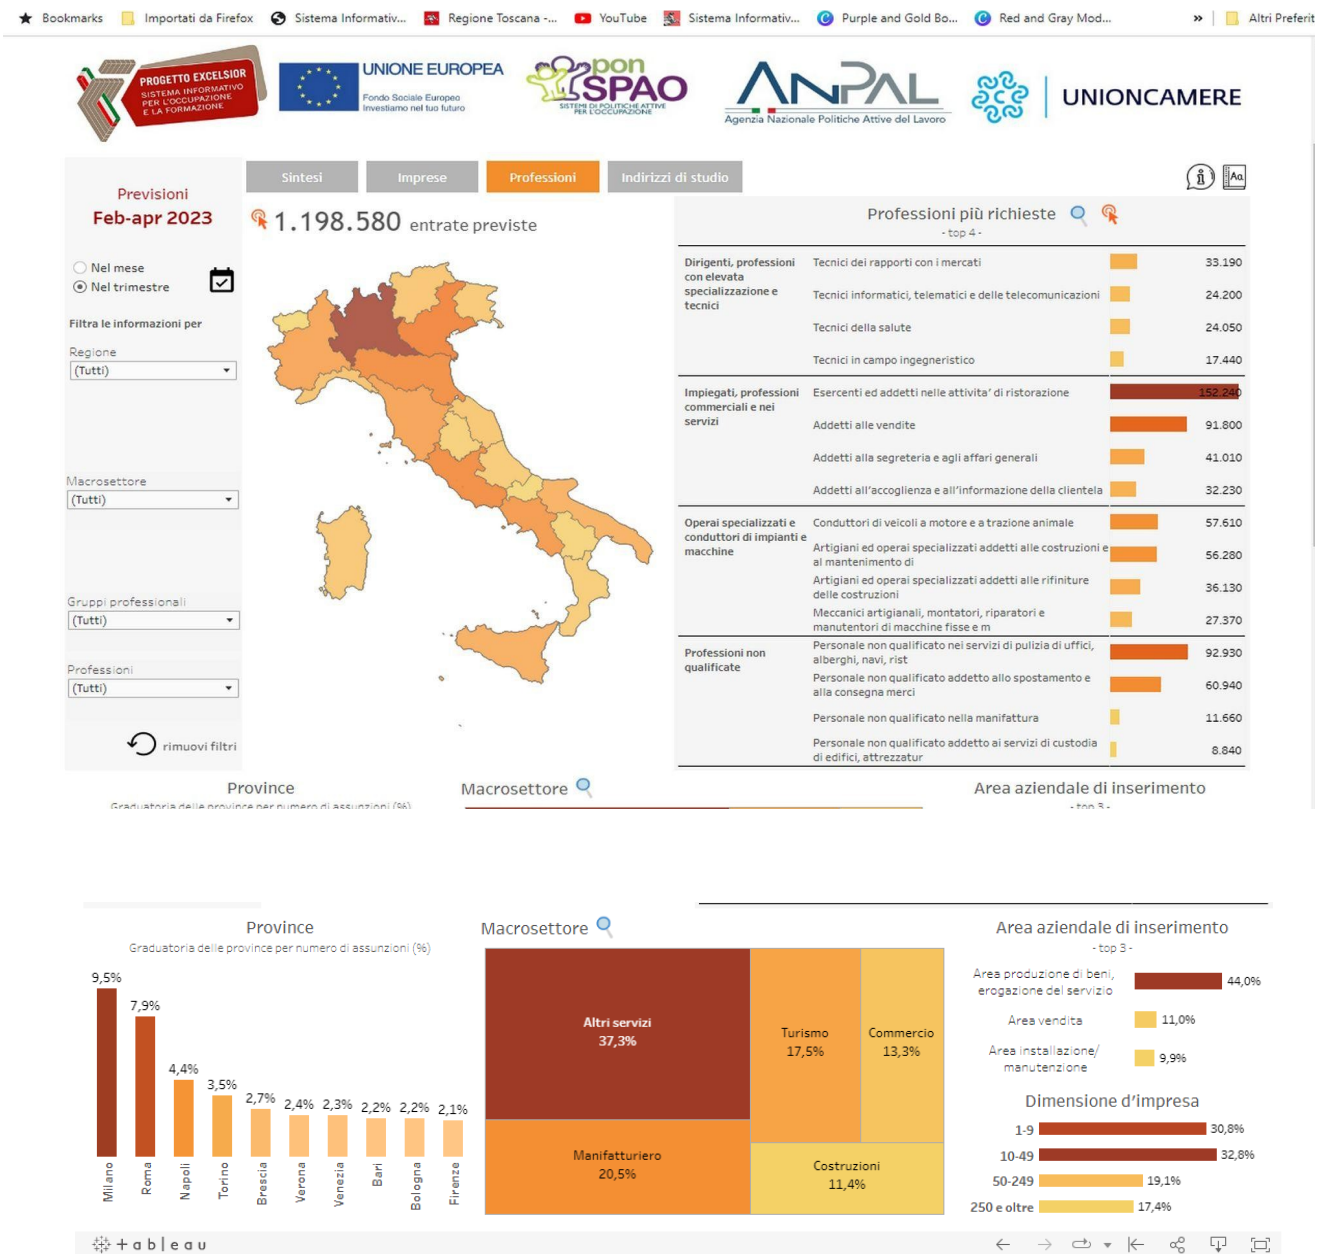 Bookmarks
Importati da Firefox
Sistema Informativ...
Regione Toscana -...
YouTube
Sistema Informativ...
Purple and Gold Bo...
Red and Gray Mod...
»
Altri Preferit
PROGETTO EXCELSIOR
SISTEMA INFORMATIVO
PER L'OCCUPAZIONE
E LA FORMAZIONE
UNIONE EUROPEA
Fondo Sociale Europeo
Investiamo nel tuo futuro
pon
SPAO
SISTEMI DI POLITICHE ATTIVE
PER L'OCCUPAZIONE
ANPAL
Agenzia Nazionale Politiche Attive del Lavoro
UNIONCAMERE
Sintesi
Imprese
Professioni
Indirizzi di studio
Previsioni
Feb-apr 2023
Nel mese
Nel trimestre
Filtra le informazioni per
Regione
(Tutti)
Macrosettore
(Tutti)
Gruppi professionali
(Tutti)
Professioni
(Tutti)
rimuovi filtri
1.198.580 entrate previste
Professioni più richieste
- top 4 -
Dirigenti, professioni
con elevata
specializzazione e
tecnici
Tecnici dei rapporti con i mercati 33.190
Tecnici informatici, telematici e delle telecomunicazioni 24.200
Tecnici della salute 24.050
Tecnici in campo ingegneristico 17.440
Impiegati, professioni
commerciali e nei
servizi
Esercenti ed addetti nelle attivita' di ristorazione 152.240
Addetti alle vendite 91.800
Addetti alla segreteria e agli affari generali 41.010
Addetti all'accoglienza e all'informazione della clientela 32.230
Operai specializzati e
conduttori di impianti e
macchine
Conduttori di veicoli a motore e a trazione animale 57.610
Artigiani ed operai specializzati addetti alle costruzioni e
al mantenimento di 56.280
Artigiani ed operai specializzati addetti alle rifiniture
delle costruzioni 36.130
Meccanici artigianali, montatori, riparatori e
manutentori di macchine fisse e m 27.370
Professioni non
qualificate
Personale non qualificato nei servizi di pulizia di uffici,
alberghi, navi, rist 92.930
Personale non qualificato addetto allo spostamento e
alla consegna merci 60.940
Personale non qualificato nella manifattura 11.660
Personale non qualificato addetto ai servizi di custodia
di edifici, attrezzatur 8.840
Province
Graduatoria delle province per numero di assunzioni (%)
Macrosettore
Area aziendale di inserimento
- top 3 -
Province
Graduatoria delle province per numero di assunzioni (%)
9,5%
7,9%
4,4%
3,5%
2,7%
2,4%
2,3%
2,2%
2,2%
2,1%
Milano
Roma
Napoli
Torino
Brescia
Verona
Venezia
Bari
Bologna
Firenze
Macrosettore
Altri servizi
37,3%
Manifatturiero
20,5%
Turismo
17,5%
Commercio
13,3%
Costruzioni
11,4%
Area aziendale di inserimento
- top 3 -
Area produzione di beni,
erogazione del servizio
44,0%
Area vendita
11,0%
Area installazione/
manutenzione
9,9%
Dimensione d'impresa
1-9 30,8%
10-49 32,8%
50-249 19,1%
250 e oltre 17,4%
+ a b l e a u